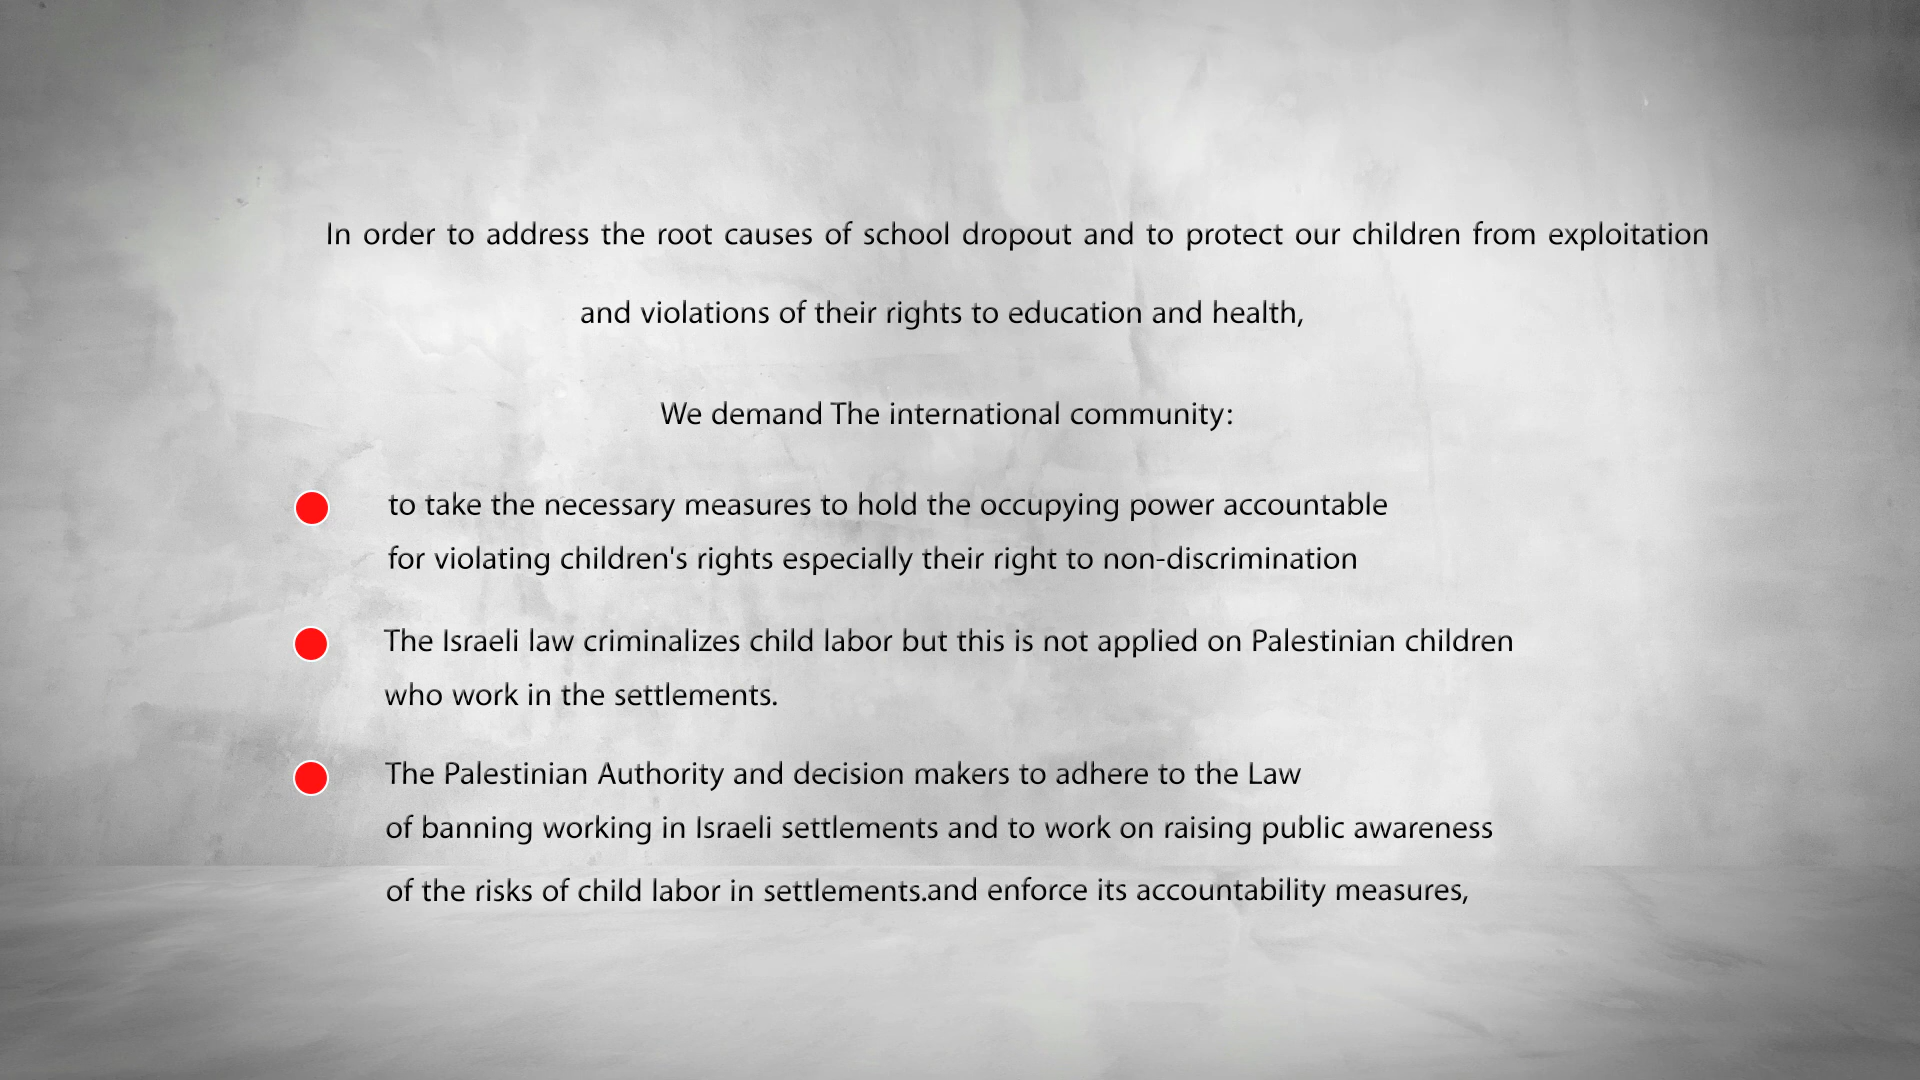 In order to address the root causes of school dropout and to protect our children from exploitation
and violations of their rights to education and health,
We demand The international community:
to take the necessary measures to hold the occupying power accountable
for violating children's rights especially their right to non-discrimination
The Israeli law criminalizes child labor but this is not applied on Palestinian children
who work in the settlements.
The Palestinian Authority and decision makers to adhere to the Law
of banning working in Israeli settlements and to work on raising public awareness
of the risks of child labor in settlements.and enforce its accountability measures,